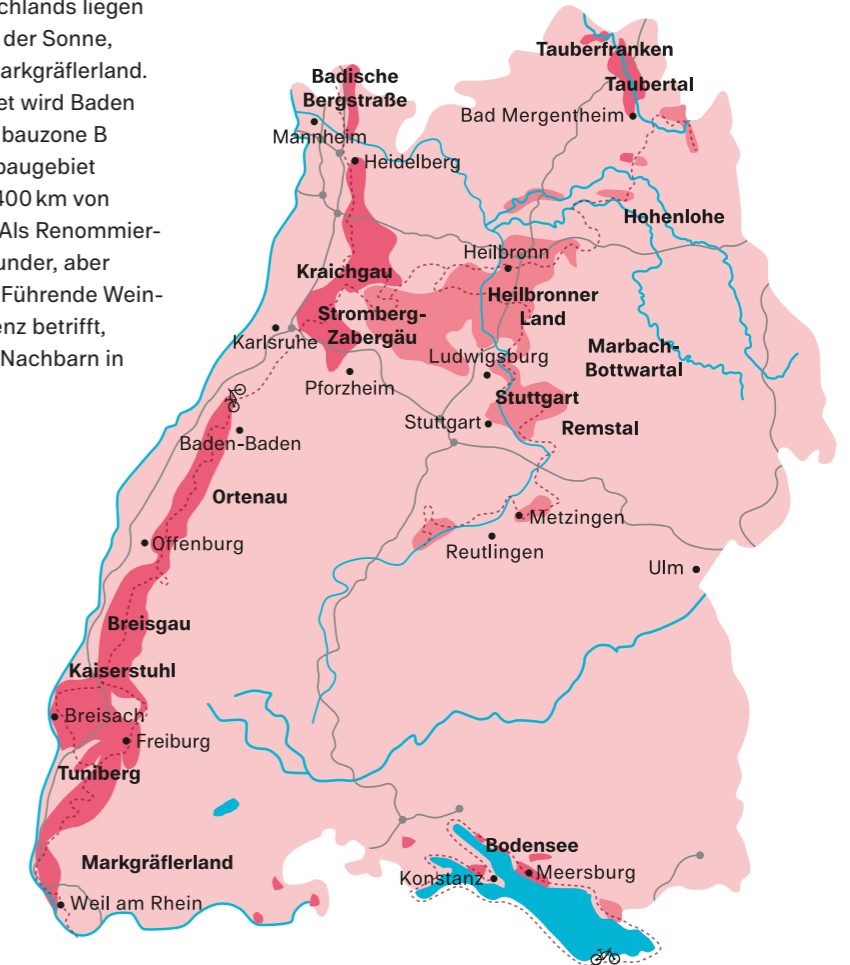 chlands liegen
der Sonne,
arkgräflerland.
et wird Baden
bauzone B
baugebiet
400 km von
Als Renommier-
under, aber
Führende Wein-
enz betrifft,
Nachbarn in
Tauberfranken
Taubertal
Badische
Bergstraße
Bad Mergentheim
Mannheim
Heidelberg
Hohenlohe
Heilbronn
Kraichgau
Heilbronner
Land
Stromberg-
Zabergäu
Karlsruhe
Marbach-
Bottwartal
Ludwigsburg
Pforzheim
Stuttgart
Stuttgart
Remstal
Baden-Baden
Ortenau
Metzingen
Offenburg
Reutlingen
Ulm
Breisgau
Kaiserstuhl
Breisach
Freiburg
Tuniberg
Markgräflerland
Bodensee
Konstanz
Meersburg
Weil am Rhein